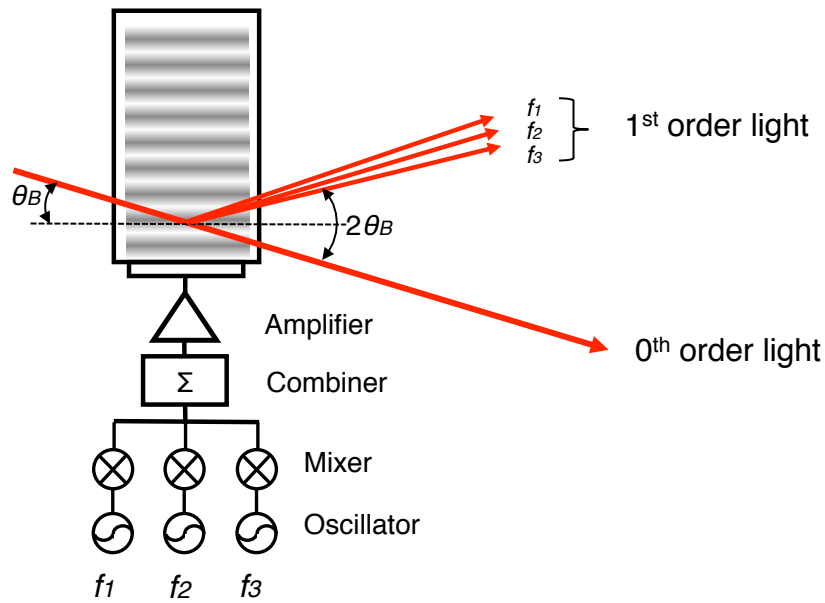 f1
f2
f3
1st order light
θB
2θB
0th order light
Amplifier
Σ
Combiner
Mixer
Oscillator
f1 f2 f3